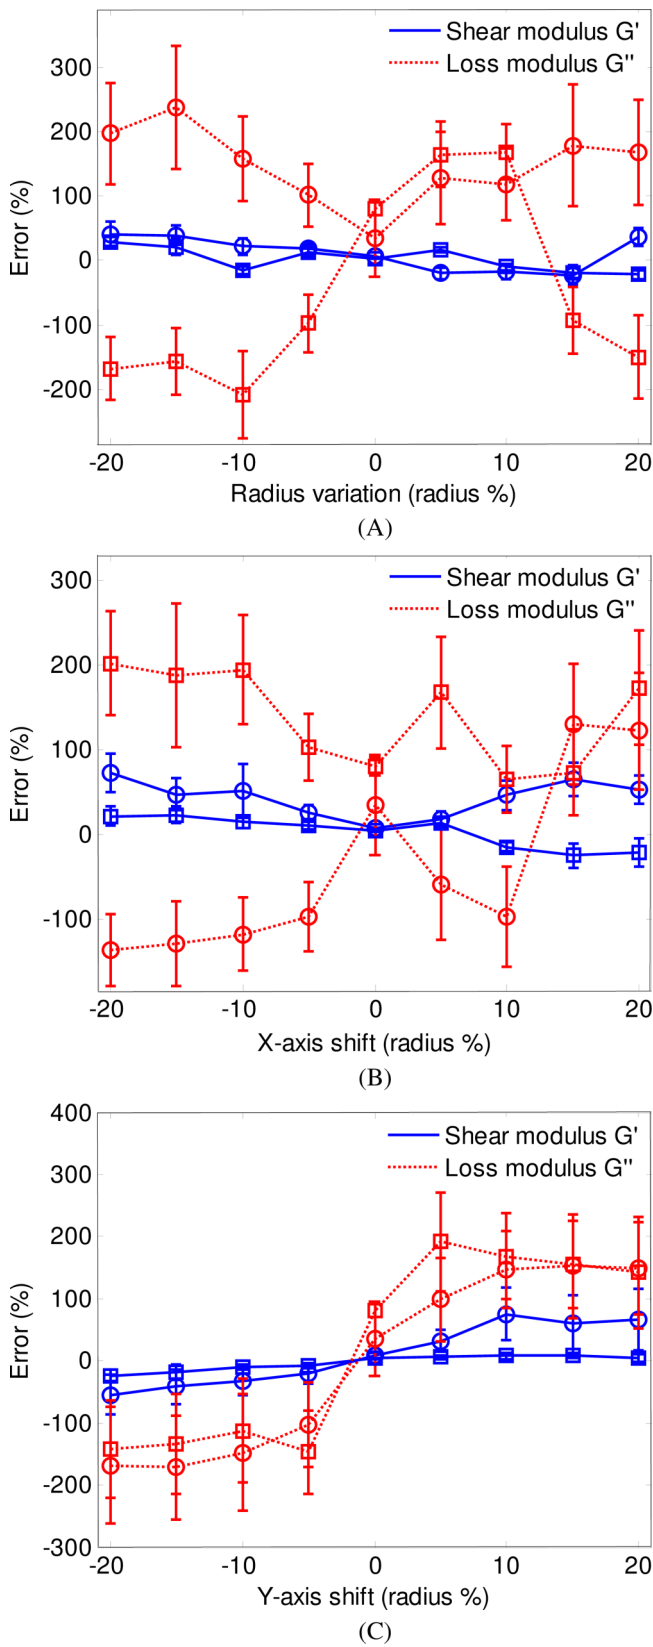 Shear modulus G'
Loss modulus G''
300
200
100
0
-100
-200
Error (%)
-20 -10 0 10 20
Radius variation (radius %)
(A)
Shear modulus G'
Loss modulus G''
300
200
100
0
-100
Error (%)
-20 -10 0 10 20
X-axis shift (radius %)
(B)
Shear modulus G'
Loss modulus G''
400
300
200
100
0
-100
-200
-300
Error (%)
-20 -10 0 10 20
Y-axis shift (radius %)
(C)